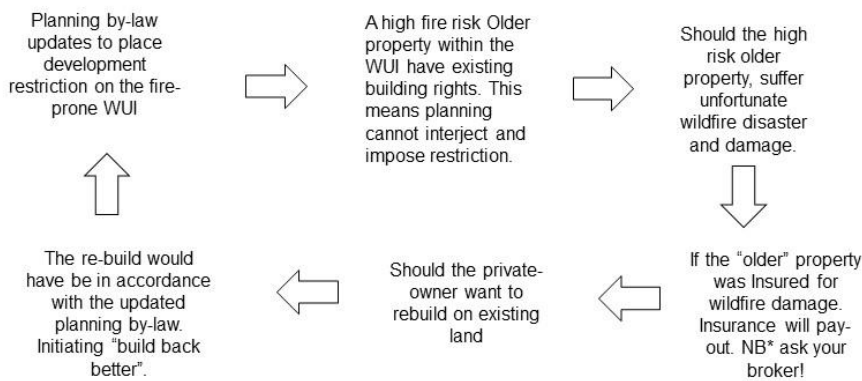 Planning by-law
updates to place
development
restriction on the fire-
prone WUI
A high fire risk Older
property within the
WUI have existing
building rights. This
means planning
cannot interject and
impose restriction.
Should the high
risk older
property, suffer
unfortunate
wildfire disaster
and damage.
If the “older” property
was Insured for
wildfire damage.
Insurance will pay-
out. NB* ask your
broker!
Should the private-
owner want to
rebuild on existing
land
The re-build would
have be in accordance
with the updated
planning by-law.
Initiating “build back
better”.